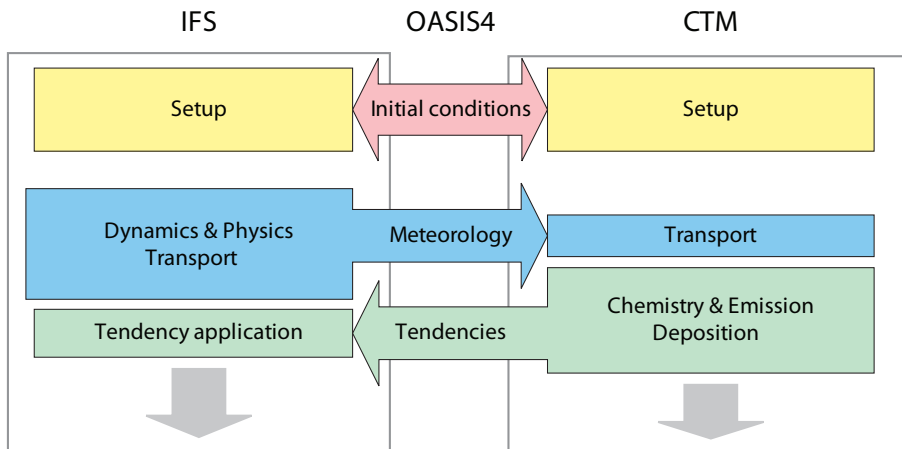 IFS OASIS4 CTM
Setup Initial conditions Setup
Dynamics & Physics
Transport
Meteorology
Transport
Tendency application
Tendencies
Chemistry & Emission
Deposition